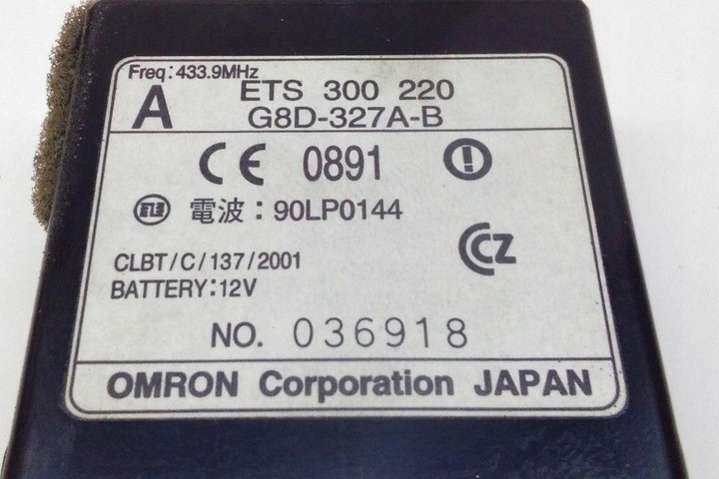 Freq:433.9MHz
A ETS 300 220
G8D-327A-B
CE 0891
電波：90LP0144
CZ
CLBT/C/137/2001
BATTERY:12V
NO. 036918
OMRON Corporation JAPAN